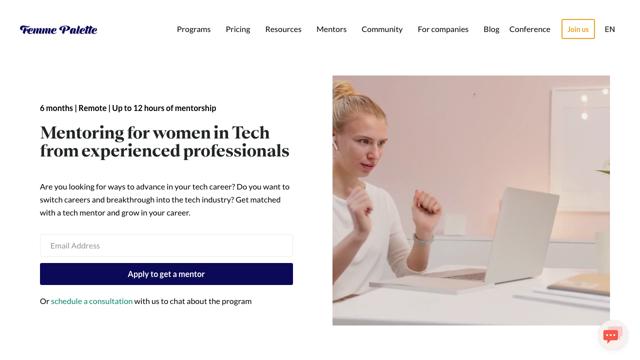 Femme Palette
Programs Pricing Resources Mentors Community For companies Blog Conference Join us EN
6 months | Remote | Up to 12 hours of mentorship
Mentoring for women in Tech
from experienced professionals
Are you looking for ways to advance in your tech career? Do you want to
switch careers and breakthrough into the tech industry? Get matched
with a tech mentor and grow in your career.
Email Address
Apply to get a mentor
Or schedule a consultation with us to chat about the program